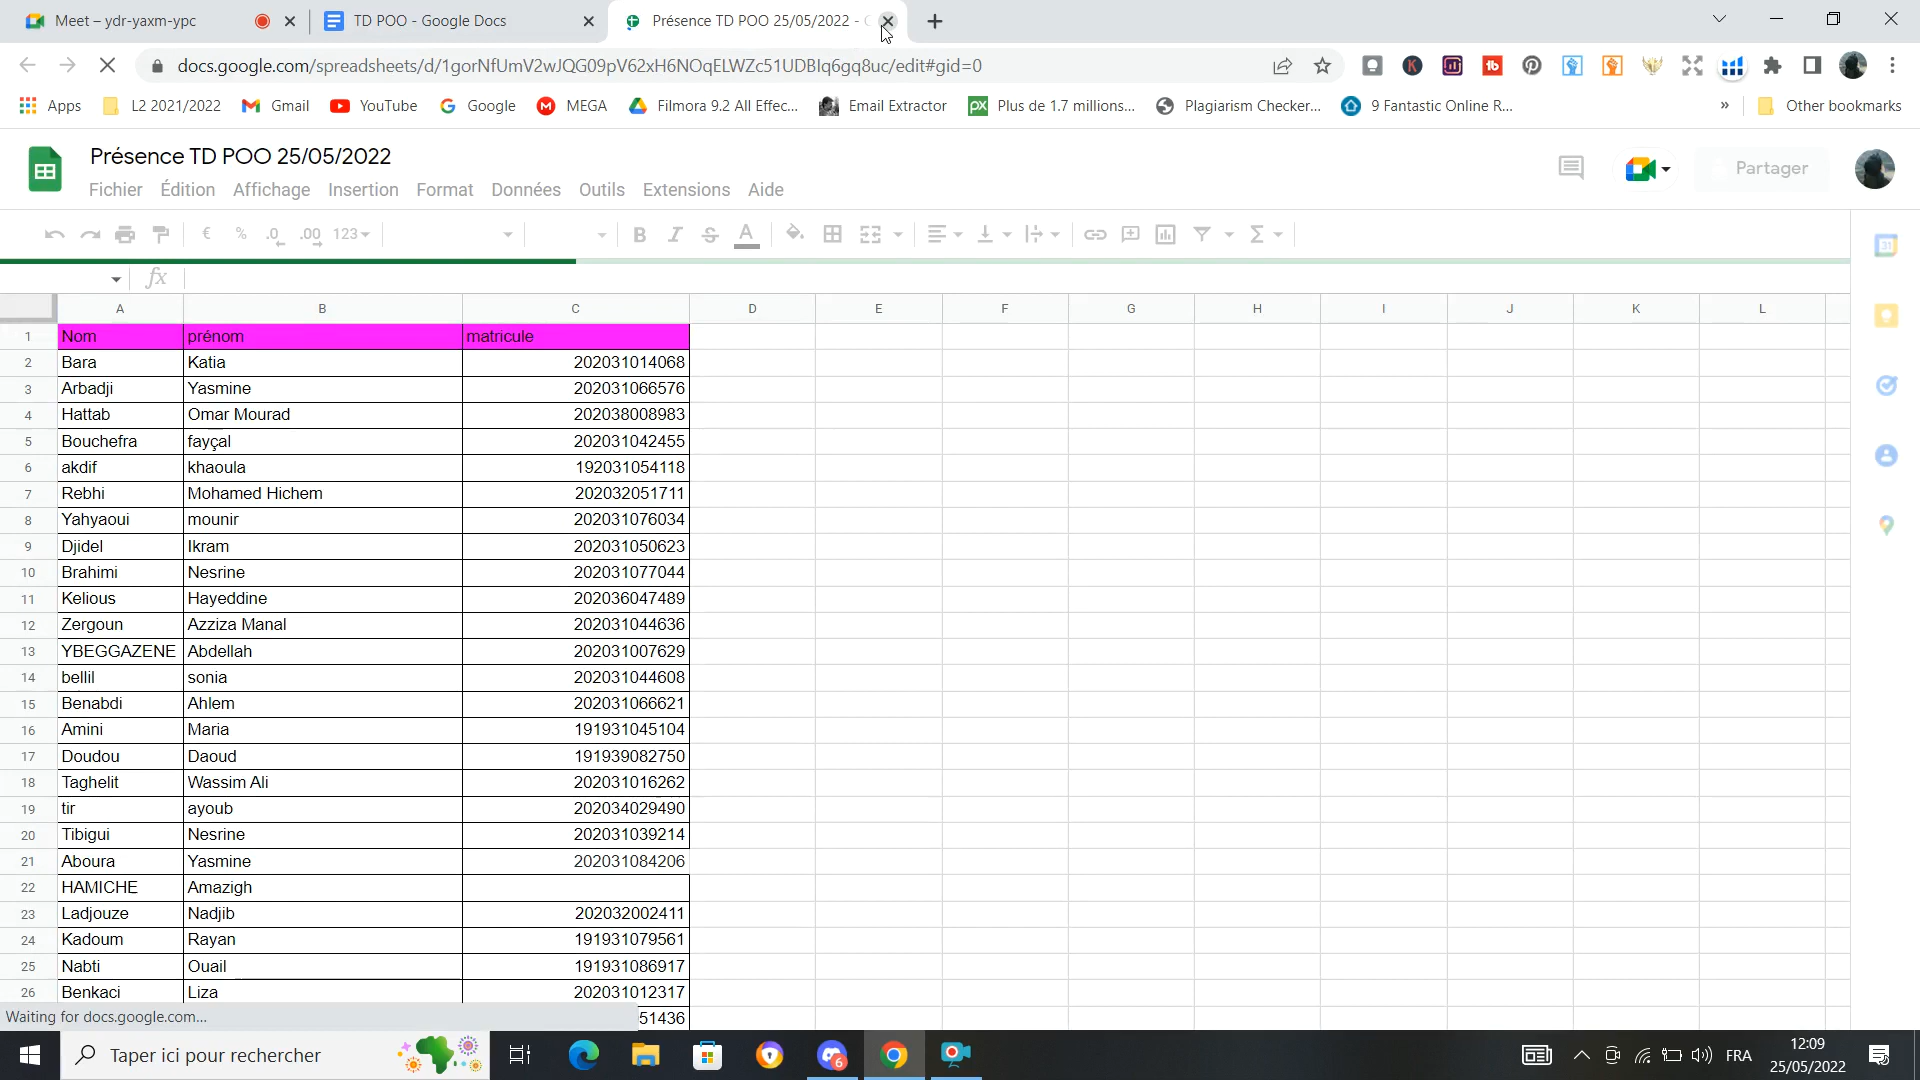 Meet – ydr-yaxm-ypc
TD POO - Google Docs
Présence TD POO 25/05/2022 -
docs.google.com/spreadsheets/d/1gorNfUmV2wJQG09pV62xH6NOqELWZc51UDBIq6gq8uc/edit#gid=0
Apps L2 2021/2022 Gmail YouTube Google MEGA Filmora 9.2 All Effec... Email Extractor Plus de 1.7 millions... Plagiarism Checker... 9 Fantastic Online R... » Other bookmarks
Présence TD POO 25/05/2022
Partager
Fichier Édition Affichage Insertion Format Données Outils Extensions Aide
€ % .0 .00 123
fx
A B C D E F G H I J K L
1 Nom prénom matricule
2 Bara Katia 202031014068
3 Arbadji Yasmine 202031066576
4 Hattab Omar Mourad 202038008983
5 Bouchefra fayçal 202031042455
6 akdif khaoula 192031054118
7 Rebhi Mohamed Hichem 202032051711
8 Yahyaoui mounir 202031076034
9 Djidel Ikram 202031050623
10 Brahimi Nesrine 202031077044
11 Kelious Hayeddine 202036047489
12 Zergoun Azziza Manal 202031044636
13 YBEGGAZENE Abdellah 202031007629
14 bellil sonia 202031044608
15 Benabdi Ahlem 202031066621
16 Amini Maria 191931045104
17 Doudou Daoud 191939082750
18 Taghelit Wassim Ali 202031016262
19 tir ayoub 202034029490
20 Tibigui Nesrine 202031039214
21 Aboura Yasmine 202031084206
22 HAMICHE Amazigh
23 Ladjouze Nadjib 202032002411
24 Kadoum Rayan 191931079561
25 Nabti Ouail 191931086917
26 Benkaci Liza 202031012317
Waiting for docs.google.com... 51436
Taper ici pour rechercher
6
FRA
12:09
25/05/2022